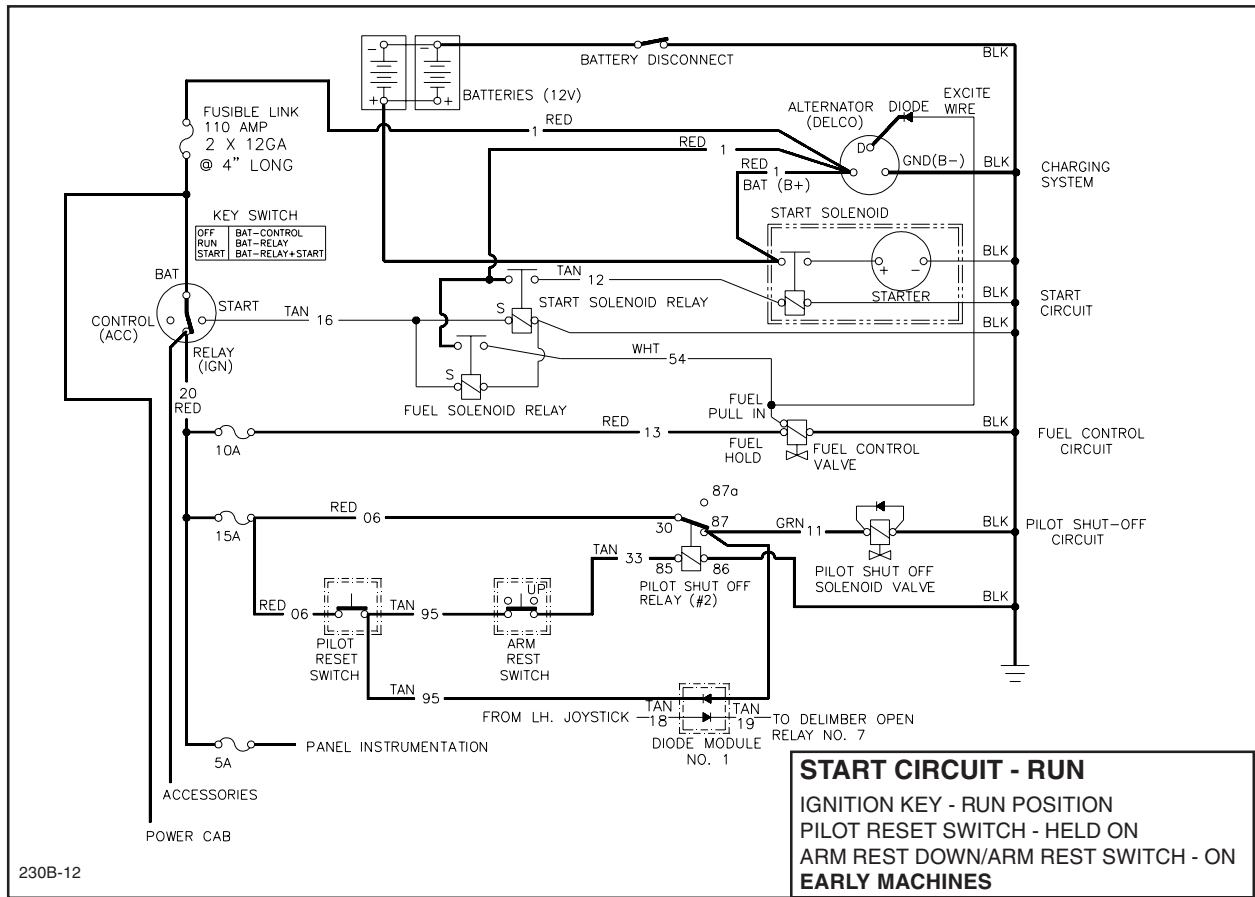 BATTERY DISCONNECT
BLK
-
-
+
+
BATTERIES (12V)
FUSIBLE LINK
110 AMP
2 X 12GA
@ 4" LONG
1
RED
RED
1
RED
1
BAT (B+)
ALTERNATOR
(DELCO)
DIODE
EXCITE
WIRE
D
GND(B-)
BLK
CHARGING
SYSTEM
KEY SWITCH
OFF BAT-CONTROL
RUN BAT-RELAY
START BAT-RELAY+START
START SOLENOID
+
-
STARTER
BLK
BLK
START
CIRCUIT
BLK
BAT
START
CONTROL
(ACC)
RELAY
(IGN)
TAN
16
TAN
12
START SOLENOID RELAY
S
WHT
54
S
FUEL SOLENOID RELAY
20
RED
FUEL
PULL IN
BLK
10A
RED
13
FUEL
HOLD
FUEL CONTROL
VALVE
FUEL CONTROL
CIRCUIT
87a
RED
06
15A
30
87
GRN
11
BLK
PILOT SHUT-OFF
CIRCUIT
TAN
33
85
86
PILOT SHUT OFF
RELAY (#2)
PILOT SHUT OFF
SOLENOID VALVE
BLK
RED
06
TAN
95
UP
PILOT
RESET
SWITCH
ARM
REST
SWITCH
TAN
95
FROM LH. JOYSTICK
TAN
18
TAN
19
TO DELIMBER OPEN
RELAY NO. 7
DIODE MODULE
NO. 1
5A
PANEL INSTRUMENTATION
ACCESSORIES
POWER CAB
START CIRCUIT - RUN
IGNITION KEY - RUN POSITION
PILOT RESET SWITCH - HELD ON
ARM REST DOWN/ARM REST SWITCH - ON
EARLY MACHINES
230B-12